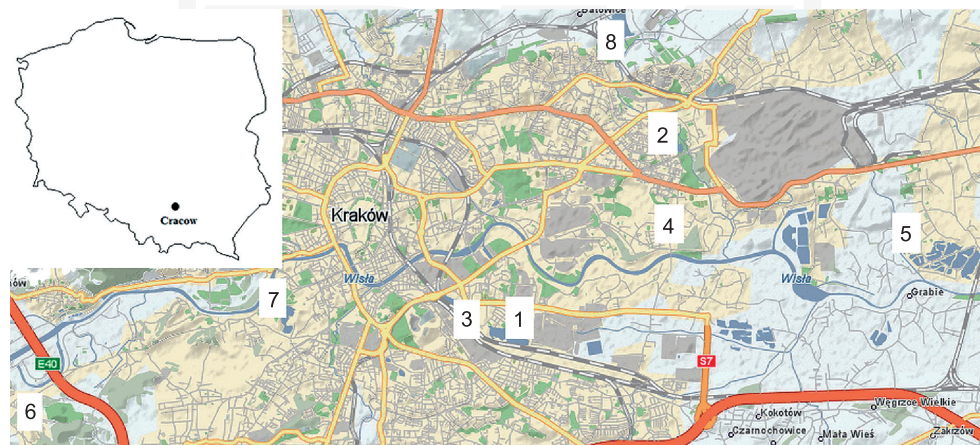 Batowice
8
2
Cracow
Kraków
4
5
Wisła
Wisła
7
Grabie
3
1
E40
S7
6
Węgrzce Wielkie
Kokotów
Czarnochowice
Mała Wieś
Zakrzów